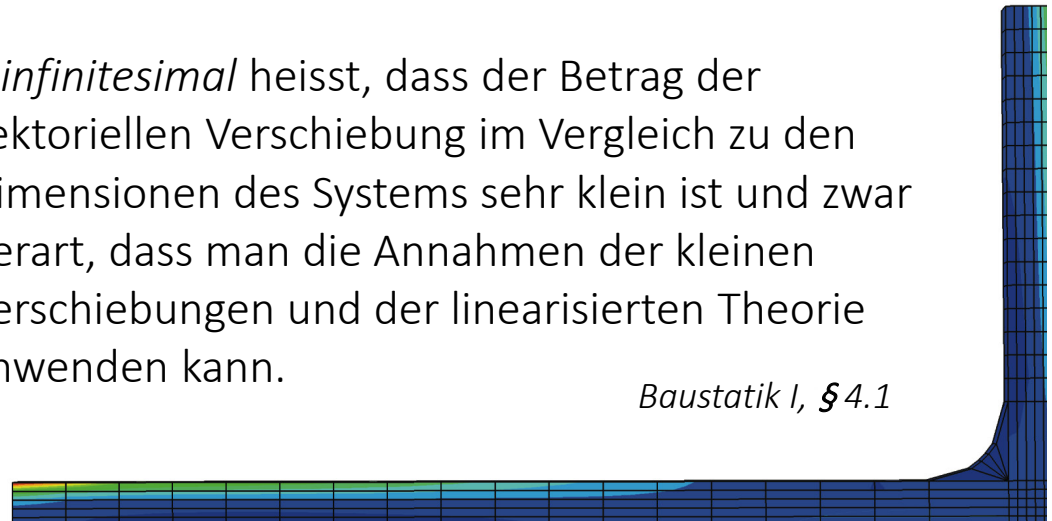 infinitesimal heisst, dass der Betrag der
ektoriellen Verschiebung im Vergleich zu den
imensionen des Systems sehr klein ist und zwar
erart, dass man die Annahmen der kleinen
erschiebungen und der linearisierten Theorie
nwenden kann.
Baustatik I, § 4.1